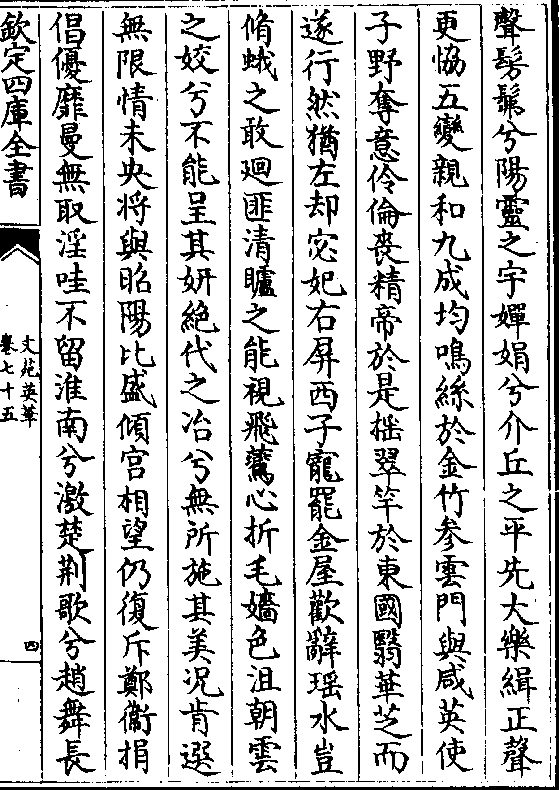 聲髣髴兮陽靈之宇嬋娟兮介丘之平先大樂緝正聲
更恊五變親和九成均鳴絲於金竹參雲門與咸英使
子野奪意伶倫喪精帝於是㧡翠竿於東國翳華芝而
遂行然猶左却宓妃右屏西子寵罷金屋歡辭瑶水豈
脩蛾之敢廻匪清矑之能視飛鸞心折毛嬙色沮朝雲
之姣兮不能呈其妍絕代之冶兮無所施其美况肯選
無限情未央将與昭陽比盛傾宫相望仍復斥鄭衞捐
倡優靡曼無取淫哇不留淮南兮激楚荆歌兮趙舞長
欽定四庫全書
文苑英華
卷七十五
四